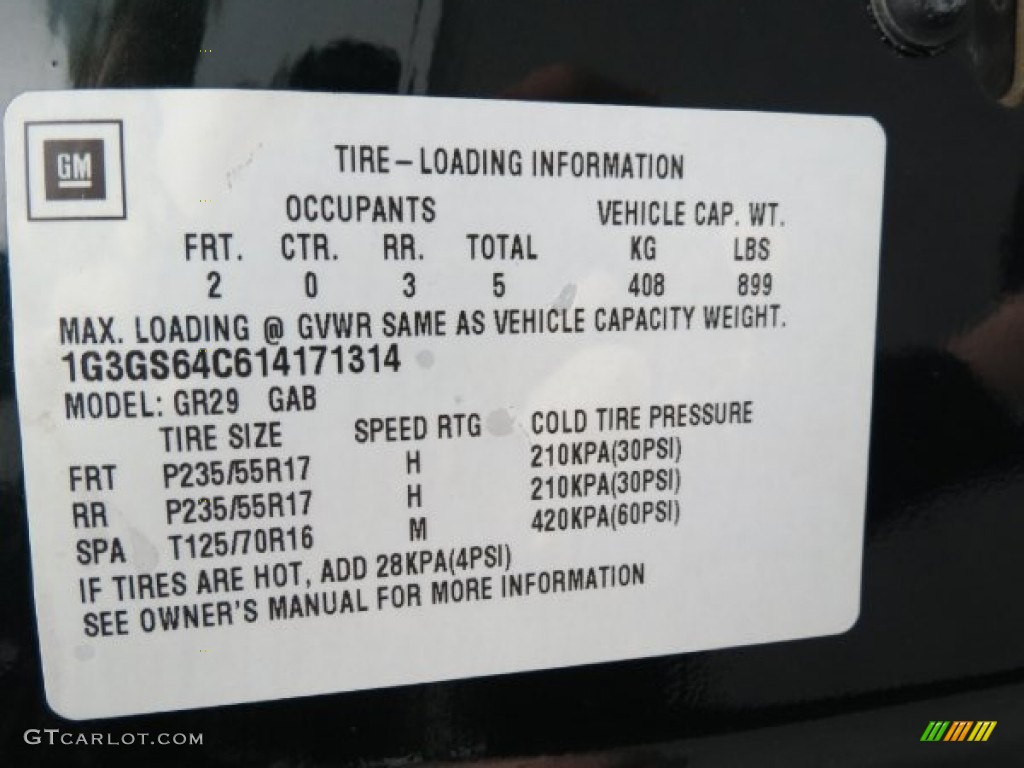 GM
TIRE-LOADING INFORMATION
OCCUPANTS VEHICLE CAP. WT.
FRT. CTR. RR. TOTAL KG LBS
2 0 3 5 408 899
MAX. LOADING @ GVWR SAME AS VEHICLE CAPACITY WEIGHT.
1G3GS64C614171314
MODEL: GR29 GAB
TIRE SIZE SPEED RTG COLD TIRE PRESSURE
FRT P235/55R17 H 210KPA(30PSI)
RR P235/55R17 H 210KPA(30PSI)
SPA T125/70R16 M 420KPA(60PSI)
IF TIRES ARE HOT, ADD 28KPA(4PSI)
SEE OWNER'S MANUAL FOR MORE INFORMATION
GTCARLOT.COM